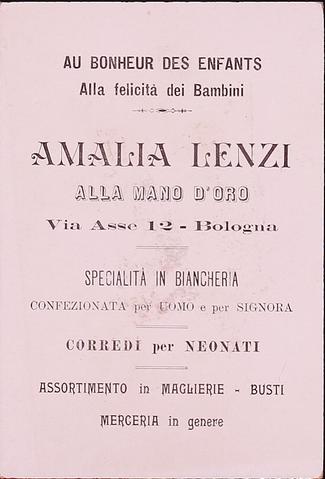 AU BONHEUR DES ENFANTS
Alla felicità dei Bambini
AMALIA LENZI
ALLA MANO D'ORO
Via Asse 12 - Bologna
SPECIALITÀ IN BIANCHERIA
CONFEZIONATA per UOMO e per SIGNORA
CORREDI per NEONATI
ASSORTIMENTO in MAGLIERIE - BUSTI
MERCERIA in genere